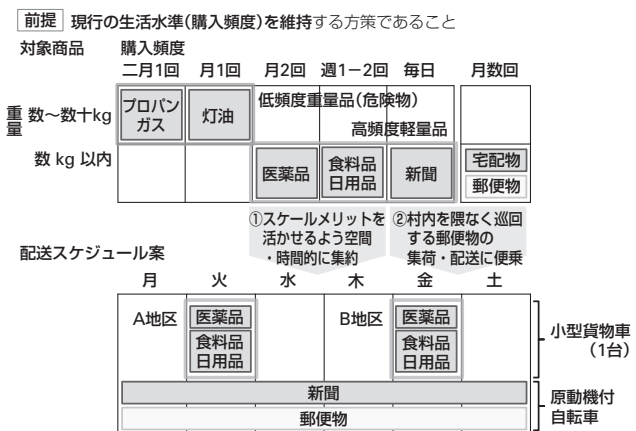 前提 現行の生活水準(購入頻度)を維持する方策であること
対象商品 購入頻度
二月1回 月1回 月2回 週1−2回 毎日 月数回
重量 数〜数十kg プロパンガス 灯油 低頻度重量品(危険物)
高頻度軽量品
数 kg 以内 医薬品 食料品 日用品 新聞 宅配物
郵便物
①スケールメリットを ②村内を隈なく巡回
活かせるよう空間 する郵便物の
・時間的に集約 集荷・配送に便乗
配送スケジュール案
月 火 水 木 金 土
A地区 医薬品 B地区 医薬品
食料品 食料品 小型貨物車
日用品 日用品 (1台)
新聞 原動機付
郵便物 自転車